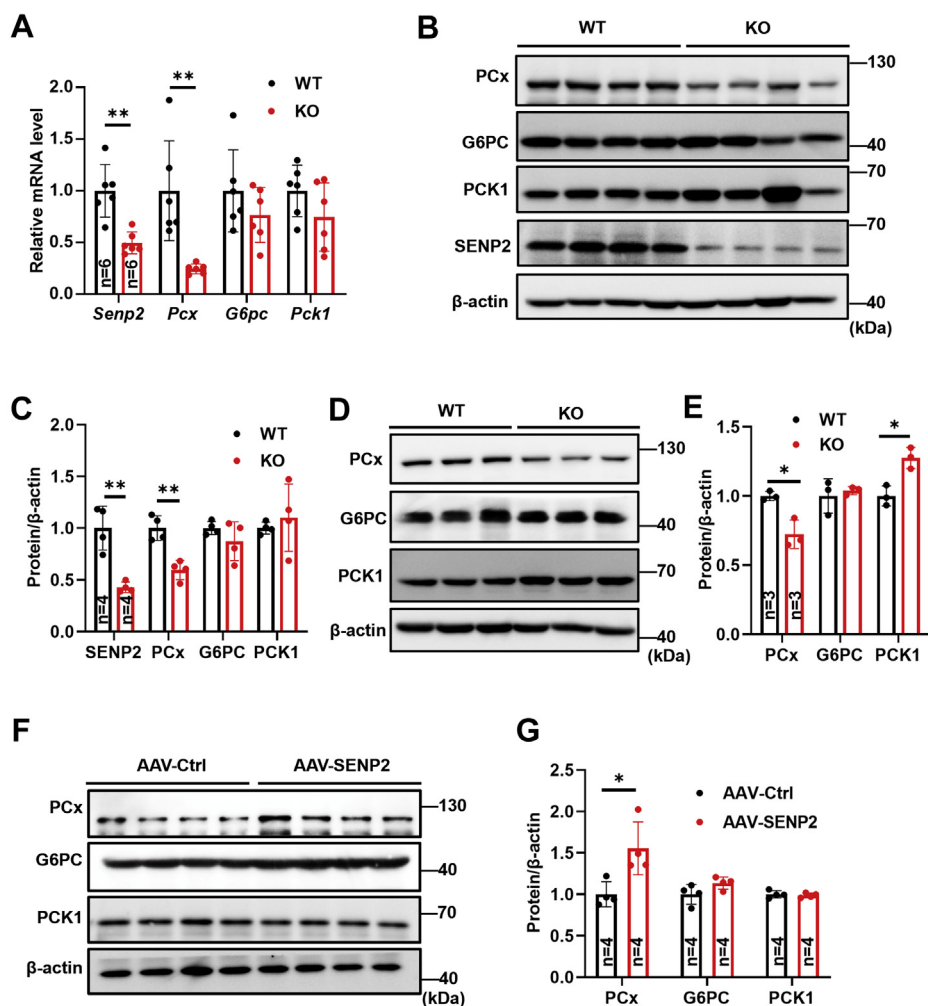 A
Relative mRNA level
2.0
1.5
1.0
0.5
0.0
**
**
WT
KO
n=6
n=6
Senp2 Pcx G6pc Pck1
B
WT KO
PCx
130
G6PC
40
70
PCK1
70
SENP2
β-actin
40
(kDa)
C
Protein/β-actin
2.0
1.5
1.0
0.5
0.0
WT
KO
** **
n=4
n=4
SENP2 PCx G6PC PCK1
D
WT KO
PCx
130
G6PC
40
PCK1
70
β-actin
40
(kDa)
E
Protein/β-actin
1.5
1.0
0.5
0.0
WT
KO
*
*
n=3
n=3
PCx G6PC PCK1
F
AAV-Ctrl AAV-SENP2
PCx
130
G6PC
40
PCK1
70
β-actin
40
(kDa)
G
Protein/β-actin
2.5
2.0
1.5
1.0
0.5
0.0
*
AAV-Ctrl
AAV-SENP2
n=4
n=4
n=4
n=4
n=4
n=4
PCx G6PC PCK1